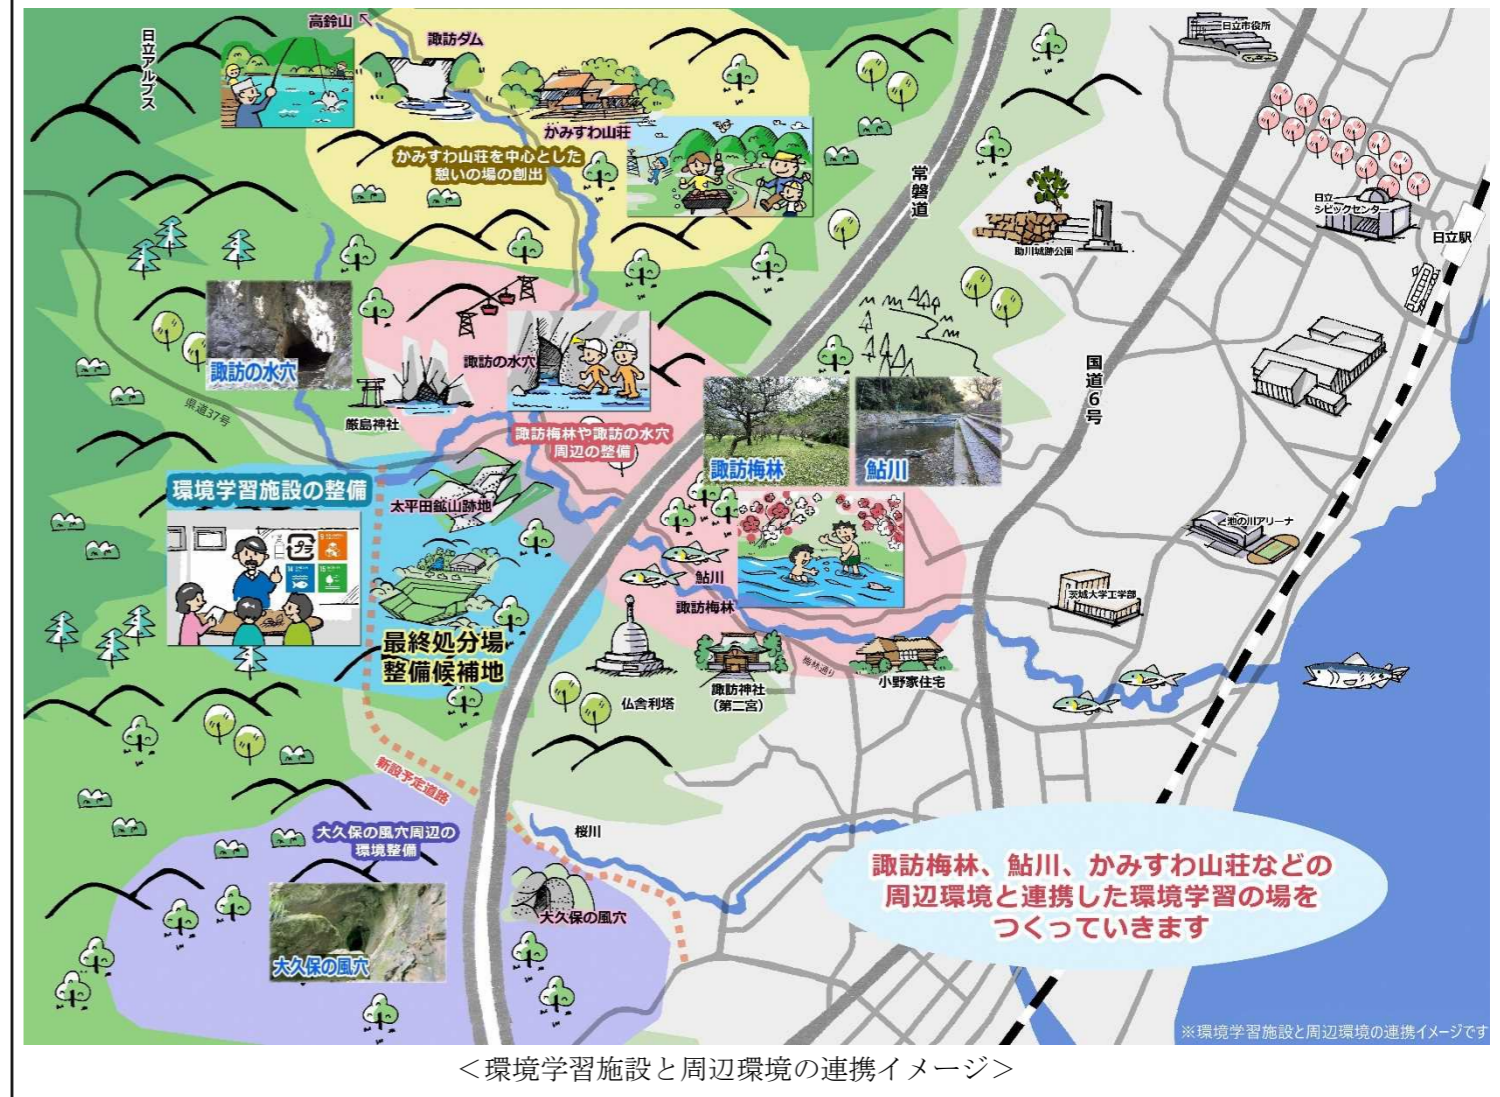 高鈴山
日立アルプス
諏訪ダム
かみすわ山荘
かみすわ山荘を中心とした
憩いの場の創出
常磐道
日立市役所
日立
シビックセンター
日立駅
助川城跡公園
国道6号
諏訪の水穴
諏訪の水穴
県道37号
厳島神社
諏訪梅林や諏訪の水穴
周辺の整備
諏訪梅林
鮎川
環境学習施設の整備
太平田鉱山跡地
プラ
池の川アリーナ
茨城大学工学部
鮎川
諏訪梅林
最終処分場
整備候補地
仏舎利塔
諏訪神社
(第二宮)
梅林通り
小野家住宅
新設予定道路
大久保の風穴周辺の
環境整備
桜川
大久保の風穴
大久保の風穴
諏訪梅林、鮎川、かみすわ山荘などの
周辺環境と連携した環境学習の場を
つくっていきます
※環境学習施設と周辺環境の連携イメージです
＜環境学習施設と周辺環境の連携イメージ＞